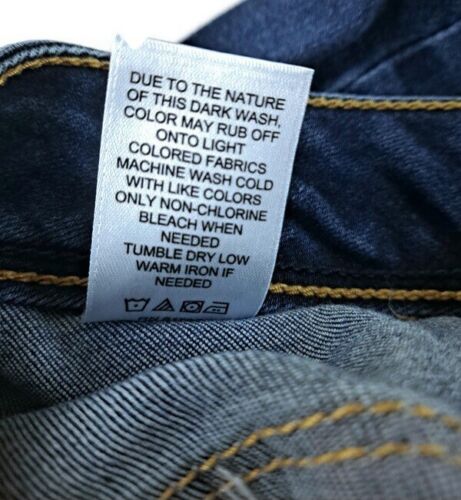 DUE TO THE NATURE
OF THIS DARK WASH,
COLOR MAY RUB OFF
ONTO LIGHT
COLORED FABRICS
MACHINE WASH COLD
WITH LIKE COLORS
ONLY NON-CHLORINE
BLEACH WHEN
NEEDED
TUMBLE DRY LOW
WARM IRON IF
NEEDED